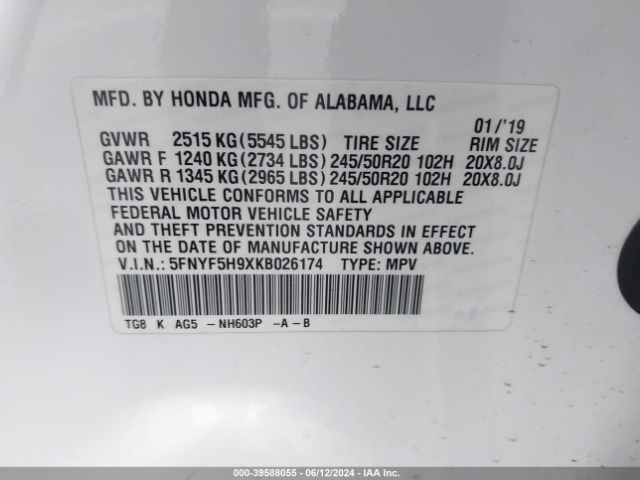 MFD. BY HONDA MFG. OF ALABAMA, LLC
01/'19
GVWR 2515 KG(5545 LBS) TIRE SIZE RIM SIZE
GAWR F 1240 KG(2734 LBS) 245/50R20 102H 20X8.0J
GAWR R 1345 KG(2965 LBS) 245/50R20 102H 20X8.0J
THIS VEHICLE CONFORMS TO ALL APPLICABLE
FEDERAL MOTOR VEHICLE SAFETY
AND THEFT PREVENTION STANDARDS IN EFFECT
ON THE DATE OF MANUFACTURE SHOWN ABOVE.
V.I.N.: 5FNYF5H9XKB026174 TYPE: MPV
TG8 K AG5 -NH603P -A-B
000-39588055 - 06/12/2024 - IAAI.COM